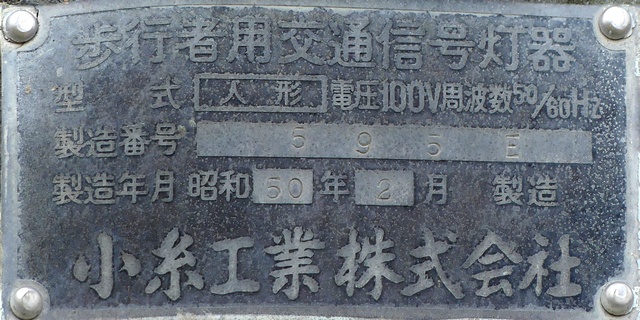 歩行者用交通信号灯器
型 式 人形 電圧100V周波数50/60Hz
製造番号 595E
製造年月 昭和50年2月 製造
小糸工業株式会社